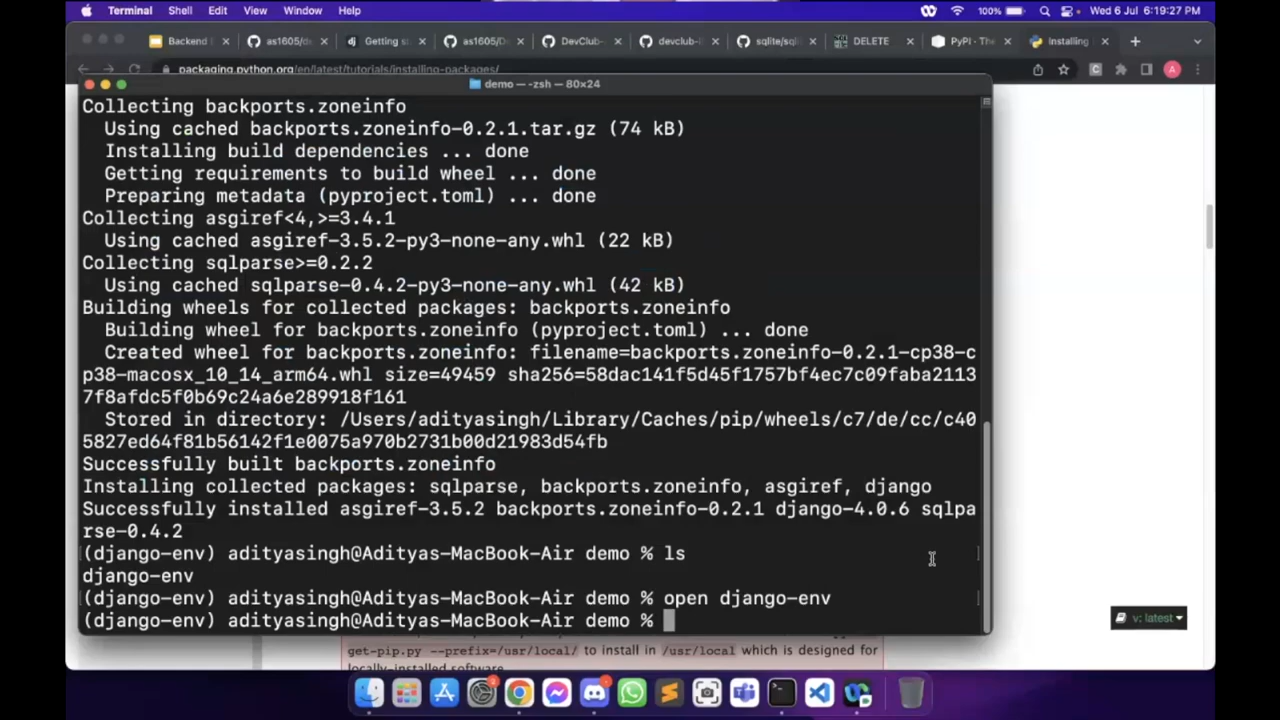 Terminal Shell Edit View Window Help 100% Wed 6 Jul 6:19:27 PM
Backend as1605/d Getting s as1605/D DevClub- devclub-i sqlite/sql DELETE PyPI - The Installing
packaging.python.org/en/latest/tutorials/installing-packages/ A
demo — -zsh — 80×24
Collecting backports.zoneinfo
Using cached backports.zoneinfo-0.2.1.tar.gz (74 kB)
Installing build dependencies ... done
Getting requirements to build wheel ... done
Preparing metadata (pyproject.toml) ... done
Collecting asgiref<4,>=3.4.1
Using cached asgiref-3.5.2-py3-none-any.whl (22 kB)
Collecting sqlparse>=0.2.2
Using cached sqlparse-0.4.2-py3-none-any.whl (42 kB)
Building wheels for collected packages: backports.zoneinfo
Building wheel for backports.zoneinfo (pyproject.toml) ... done
Created wheel for backports.zoneinfo: filename=backports.zoneinfo-0.2.1-cp38-c
p38-macosx_10_14_arm64.whl size=49459 sha256=58dac141f5d45f1757bf4ec7c09faba2113
7f8afdc5f0b69c24a6e289918f161
Stored in directory: /Users/adityasingh/Library/Caches/pip/wheels/c7/de/cc/c40
5827ed64f81b56142f1e0075a970b2731b00d21983d54fb
Successfully built backports.zoneinfo
Installing collected packages: sqlparse, backports.zoneinfo, asgiref, django
Successfully installed asgiref-3.5.2 backports.zoneinfo-0.2.1 django-4.0.6 sqlpa
rse-0.4.2
(django-env) adityasingh@Adityas-MacBook-Air demo % ls
django-env
(django-env) adityasingh@Adityas-MacBook-Air demo % open django-env
(django-env) adityasingh@Adityas-MacBook-Air demo %
v: latest
get-pip.py --prefix=/usr/local/ to install in /usr/local which is designed for
locally-installed software